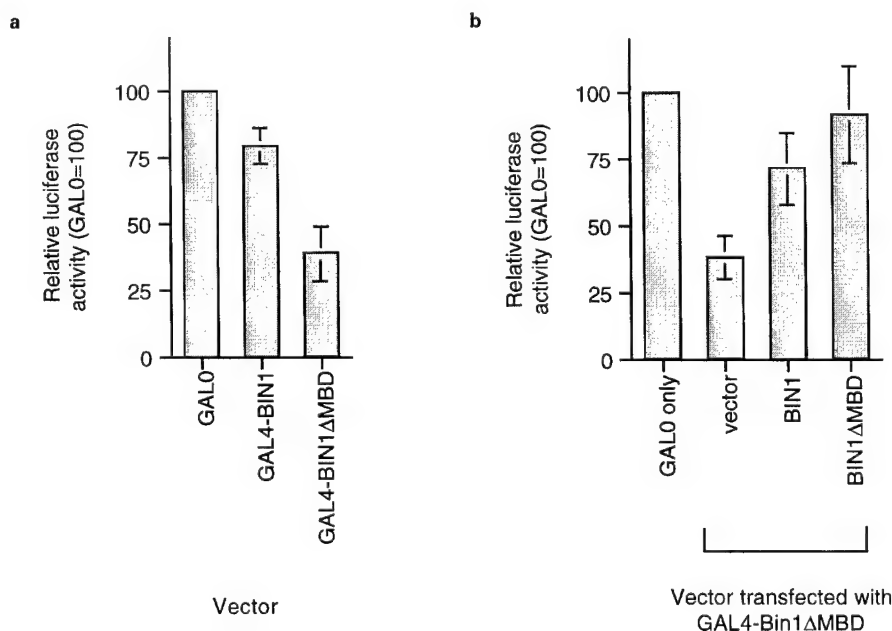 a
Relative luciferase
activity (GAL0=100)
100
75
50
25
0
GAL0
GAL4-BIN1
GAL4-BIN1ΔMBD
Vector
b
Relative luciferase
activity (GAL0=100)
100
75
50
25
0
GAL0 only
vector
BIN1
BIN1ΔMBD
Vector transfected with
GAL4-Bin1ΔMBD